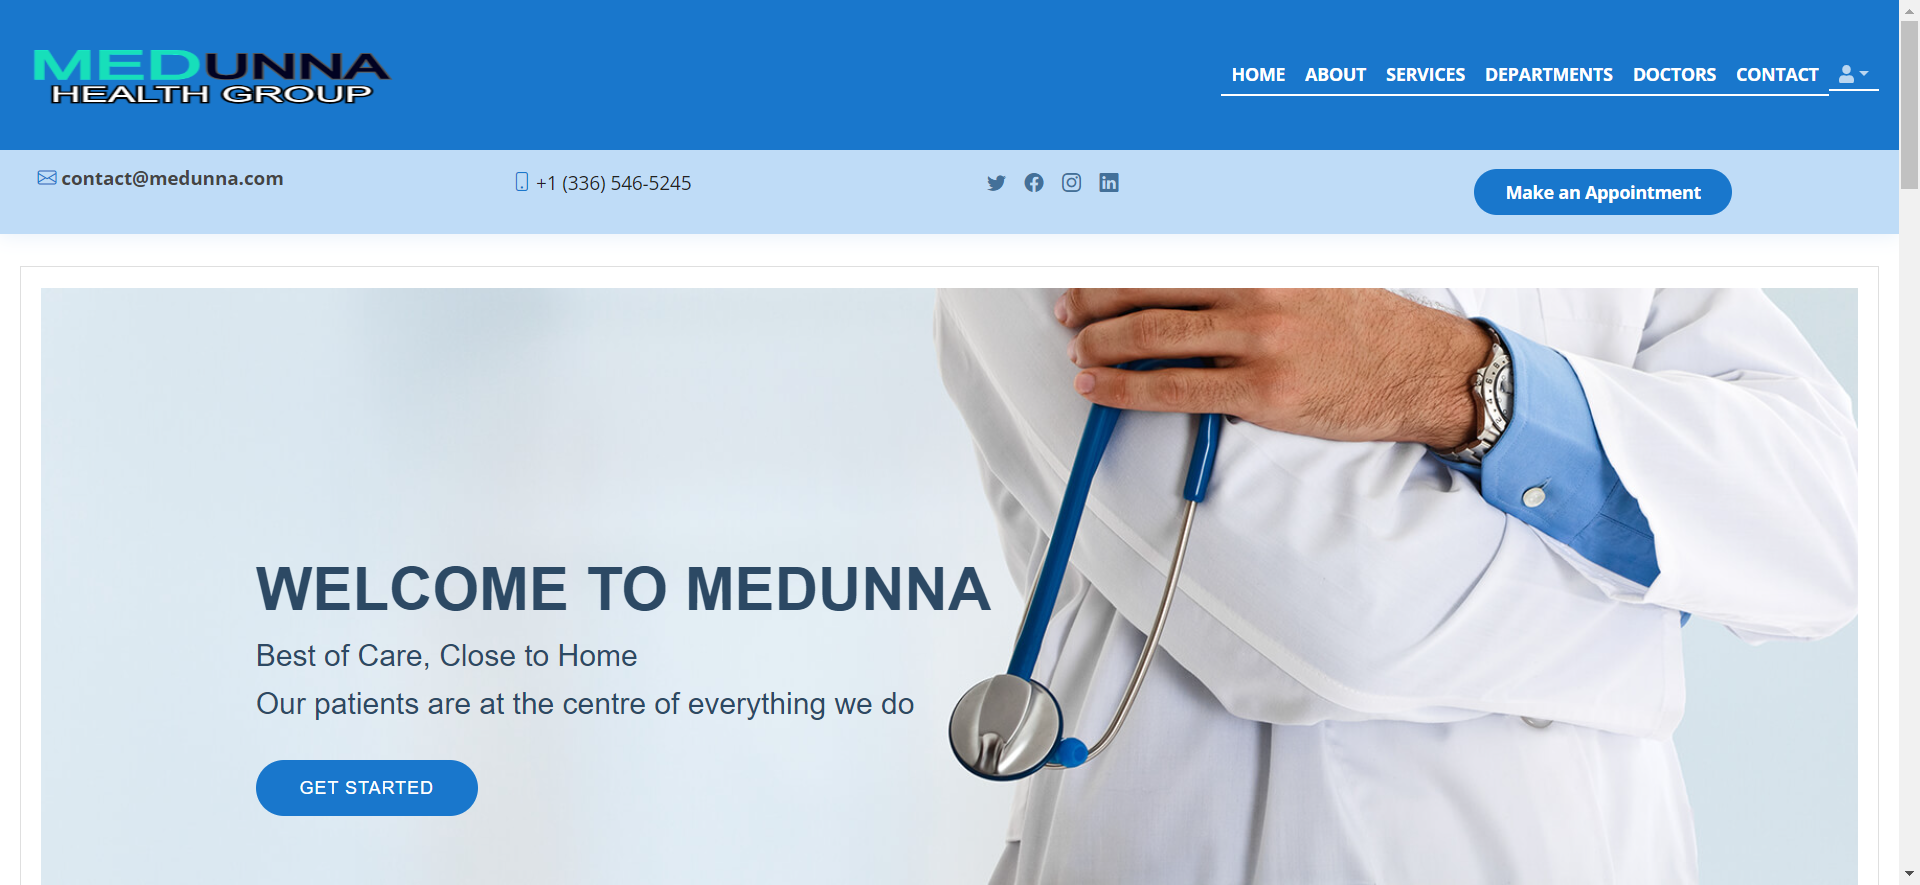 MEDUNNA
HEALTH GROUP
HOME ABOUT SERVICES DEPARTMENTS DOCTORS CONTACT
contact@medunna.com
+1 (336) 546-5245
Make an Appointment
WELCOME TO MEDUNNA
Best of Care, Close to Home
Our patients are at the centre of everything we do
GET STARTED